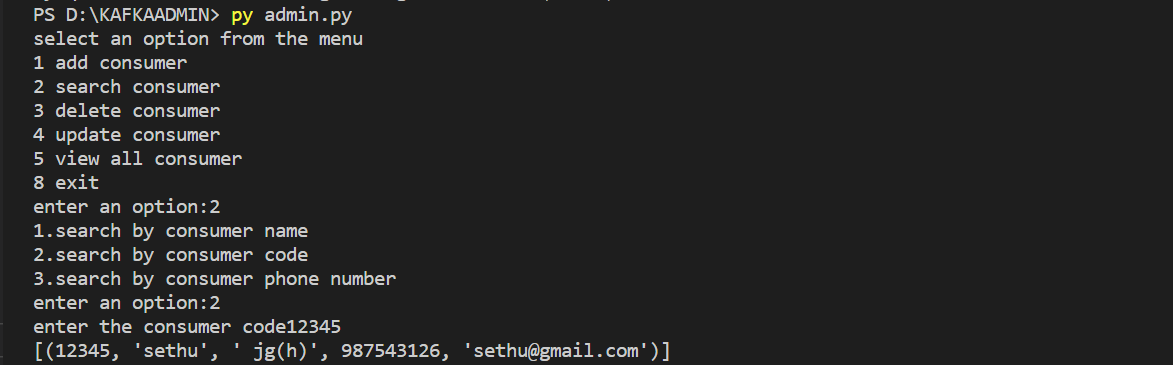 PS D:\KAFKAADMIN> py admin.py
select an option from the menu
1 add consumer
2 search consumer
3 delete consumer
4 update consumer
5 view all consumer
8 exit
enter an option:2
1.search by consumer name
2.search by consumer code
3.search by consumer phone number
enter an option:2
enter the consumer code12345
[(12345, 'sethu', ' jg(h)', 987543126, 'sethu@gmail.com')]